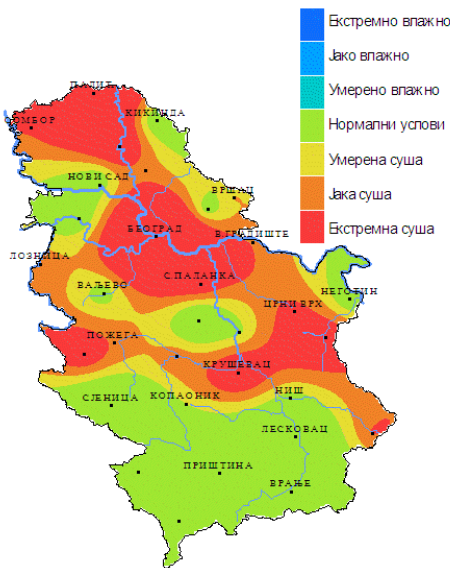 Екстремно влажно
Јако влажно
Умерено влажно
Нормални услови
Умерена суша
Јака суша
Екстремна суша
ПАЛИЋ
СОМБОР
КИКИНДА
НОВИ САД
ВРШАЦ
БЕОГРАД
В.ГРАДИШТЕ
ЛОЗНИЦА
С.ПАЛАНКА
ВАЉЕВО
НЕГОТИН
ЦРНИ ВРХ
ПОЖЕГА
КРУШЕВАЦ
СЈЕНИЦА
КОПАОНИК
НИШ
ЛЕСКОВАЦ
ПРИШТИНА
ВРАЊЕ